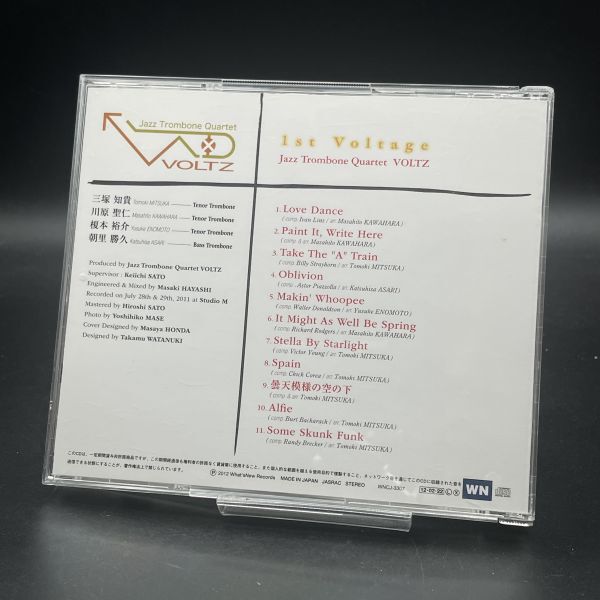 Jazz Trombone Quartet
VOLTZ
三塚 知貴 Tomoki MITSUKA Tenor Trombone
川原 聖仁 Masahito KAWAHARA Tenor Trombone
榎本 裕介 Yusuke ENOMOTO Tenor Trombone
朝里 勝久 Katsuhisa ASARI Bass Trombone
Produced by Jazz Trombone Quartet VOLTZ
Supervisor : Keiichi SATO
Engineered & Mixed by Masaki HAYASHI
Recorded on July 28th & 29th, 2011 at Studio M
Mastered by Hiroshi SATO
Photo by Yoshihiko MASE
Cover Designed by Masaya HONDA
Designed by Takamu WATANUKI
1st Voltage
Jazz Trombone Quartet VOLTZ
1. Love Dance
( comp. Ivan Lins / arr. Masahito KAWAHARA )
2. Paint It, Write Here
( comp. & arr. Masahito KAWAHARA )
3. Take The "A" Train
( comp. Billy Strayhorn / arr. Tomoki MITSUKA )
4. Oblivion
( comp. Astor Piazzolla / arr. Katsuhisa ASARI )
5. Makin' Whoopee
( comp. Walter Donaldson / arr. Yusuke ENOMOTO )
6. It Might As Well Be Spring
( comp. Richard Rodgers / arr. Masahito KAWAHARA )
7. Stella By Starlight
( comp. Victor Young / arr. Tomoki MITSUKA )
8. Spain
( comp. Chick Corea / arr. Tomoki MITSUKA )
9. 曇天模様の空の下
( comp. & arr. Tomoki MITSUKA )
10. Alfie
( comp. Burt Bacharach / arr. Tomoki MITSUKA )
11. Some Skunk Funk
( comp. Randy Brecker / arr. Tomoki MITSUKA )
℗ 2012 What'sNew Records MADE IN JAPAN JASRAC STEREO WNCJ-3307 12・02・22 Ⓛ Ⓧ WN